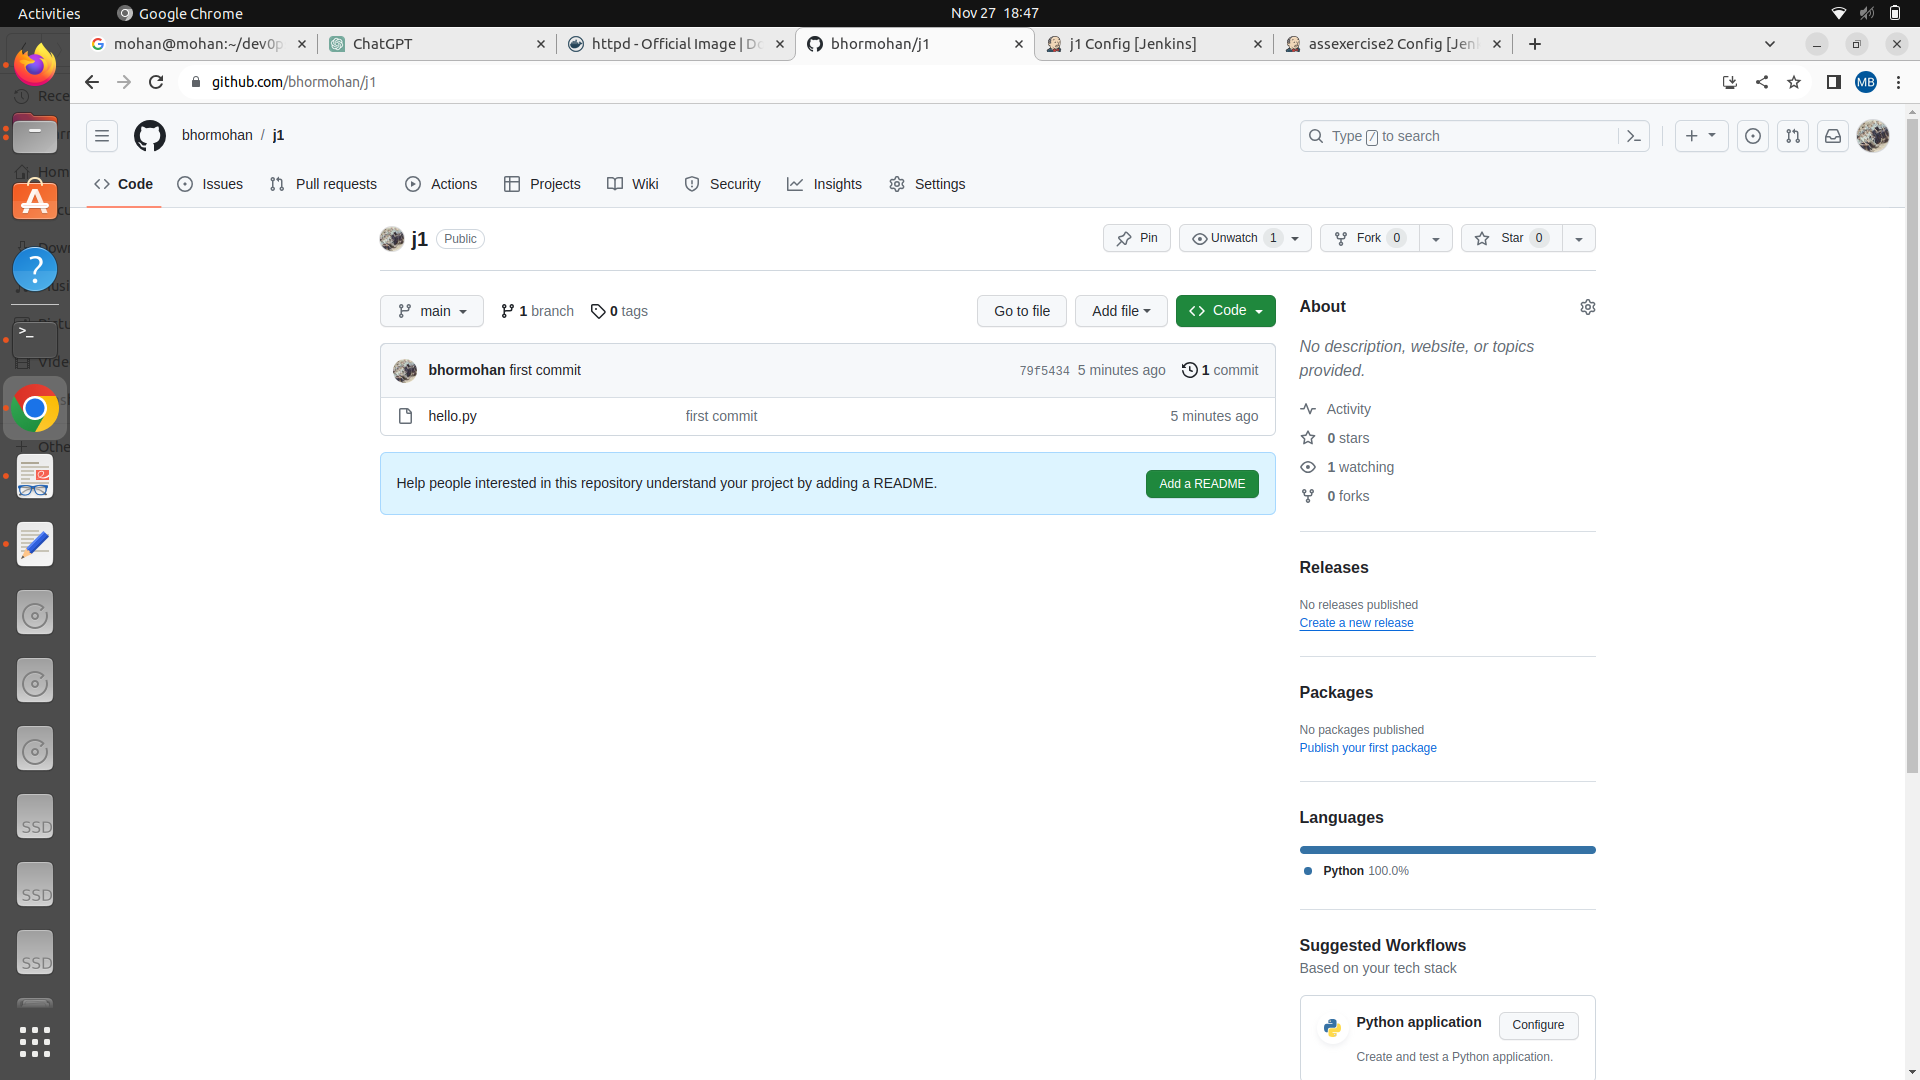 Activities
Google Chrome
Nov 27 18:47
mohan@mohan:~/dev0p
ChatGPT
httpd - Official Image | Do
bhormohan/j1
j1 Config [Jenkins]
assexercise2 Config [Jen
github.com/bhormohan/j1
MB
bhormohan / j1
Type / to search
Code
Issues
Pull requests
Actions
Projects
Wiki
Security
Insights
Settings
j1 Public
Pin
Unwatch 1
Fork 0
Star 0
main
1 branch
0 tags
Go to file
Add file
Code
bhormohan first commit
79f5434 5 minutes ago
1 commit
hello.py
first commit
5 minutes ago
Help people interested in this repository understand your project by adding a README.
Add a README
About
No description, website, or topics
provided.
Activity
0 stars
1 watching
0 forks
Releases
No releases published
Create a new release
Packages
No packages published
Publish your first package
Languages
Python 100.0%
Suggested Workflows
Based on your tech stack
Python application
Configure
Create and test a Python application.
Rece
Hom
Othe
SSD
SSD
SSD